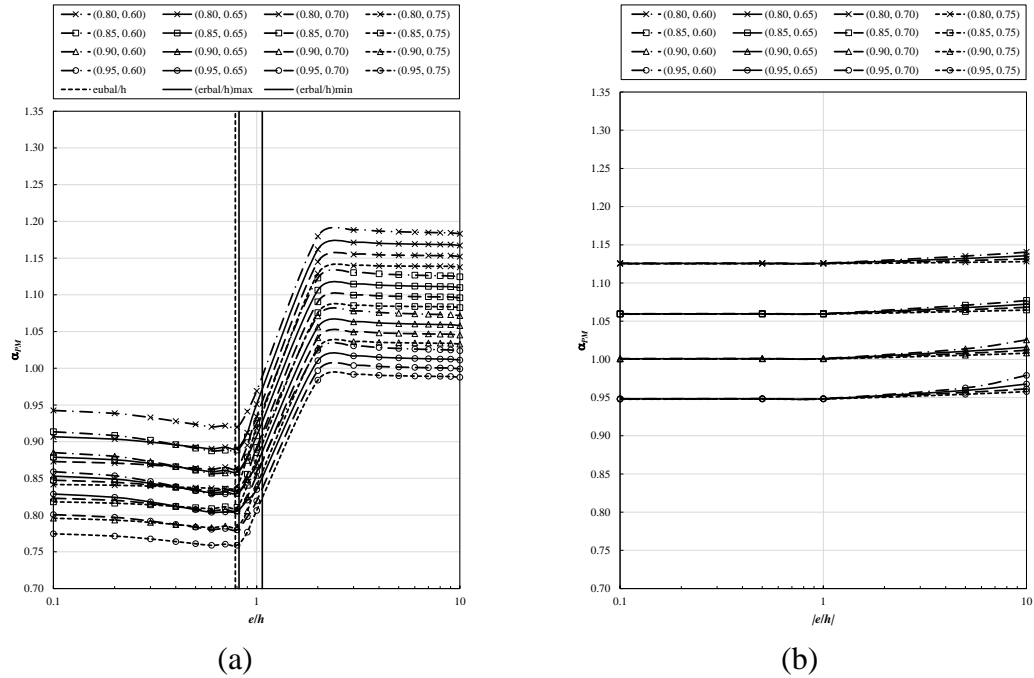 (0.80, 0.60) (0.80, 0.65) (0.80, 0.70) (0.80, 0.75)
(0.85, 0.60) (0.85, 0.65) (0.85, 0.70) (0.85, 0.75)
(0.90, 0.60) (0.90, 0.65) (0.90, 0.70) (0.90, 0.75)
(0.95, 0.60) (0.95, 0.65) (0.95, 0.70) (0.95, 0.75)
eubal/h (erbal/h)max (erbal/h)min
1.35
1.30
1.25
1.20
1.15
1.10
1.05
1.00
0.95
0.90
0.85
0.80
0.75
0.70
αPM
0.1 1 10
e/h
(a)
(0.80, 0.60) (0.80, 0.65) (0.80, 0.70) (0.80, 0.75)
(0.85, 0.60) (0.85, 0.65) (0.85, 0.70) (0.85, 0.75)
(0.90, 0.60) (0.90, 0.65) (0.90, 0.70) (0.90, 0.75)
(0.95, 0.60) (0.95, 0.65) (0.95, 0.70) (0.95, 0.75)
1.35
1.30
1.25
1.20
1.15
1.10
1.05
1.00
0.95
0.90
0.85
0.80
0.75
0.70
αPM
0.1 1 10
|e/h|
(b)